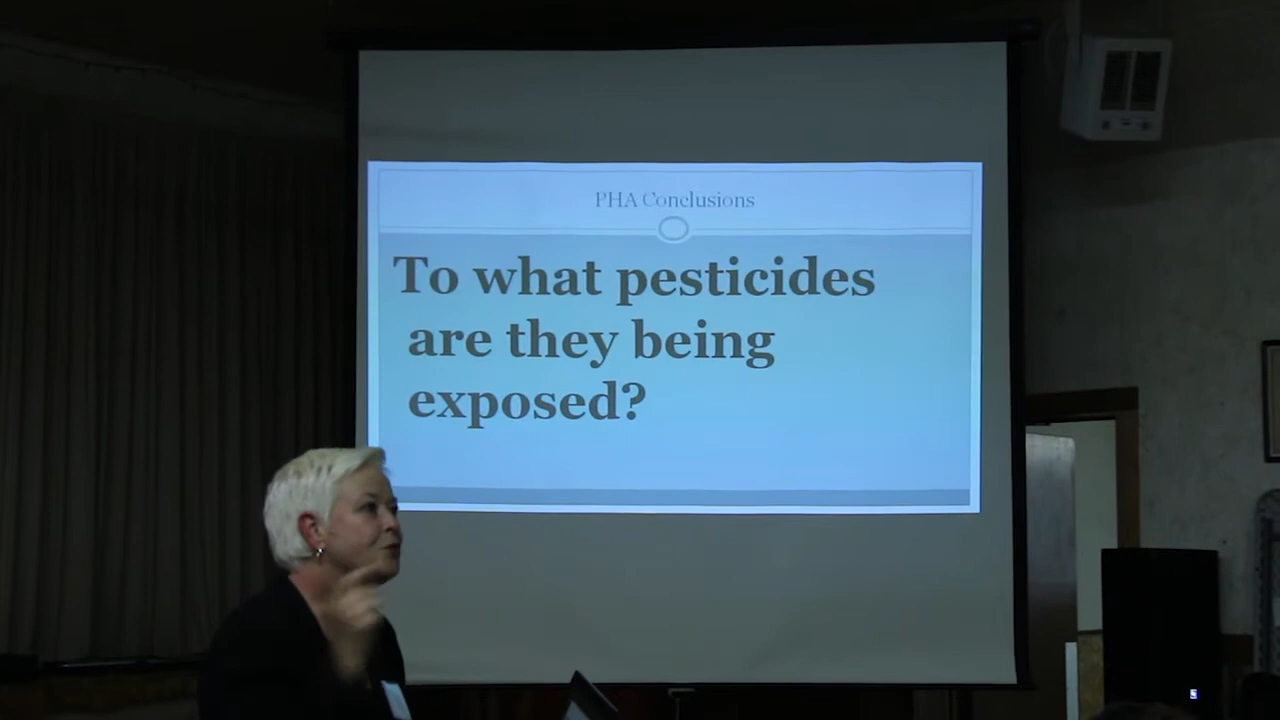 PHA Conclusions
To what pesticides
are they being
exposed?